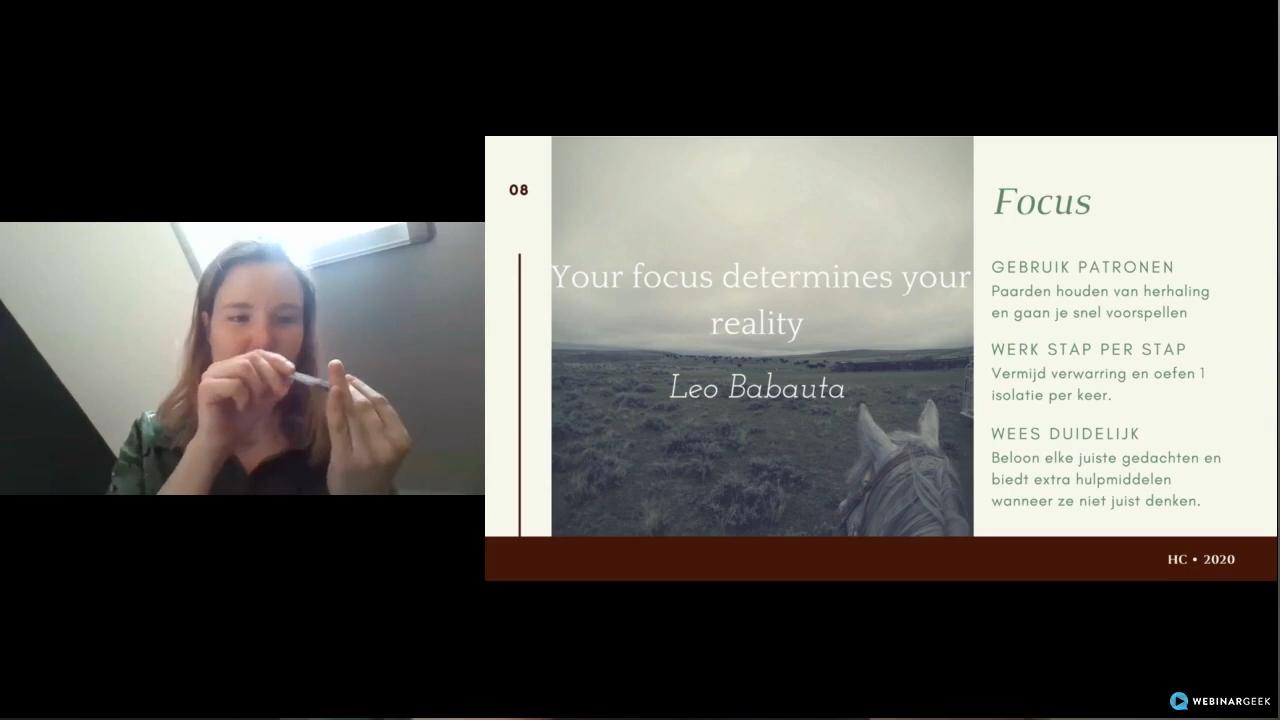 08
Your focus determines your
reality
Leo Babauta
Focus
GEBRUIK PATRONEN
Paarden houden van herhaling
en gaan je snel voorspellen
WERK STAP PER STAP
Vermijd verwarring en oefen 1
isolatie per keer.
WEES DUIDELIJK
Beloon elke juiste gedachten en
biedt extra hulpmiddelen
wanneer ze niet juist denken.
HC • 2020
WEBINARGEEK